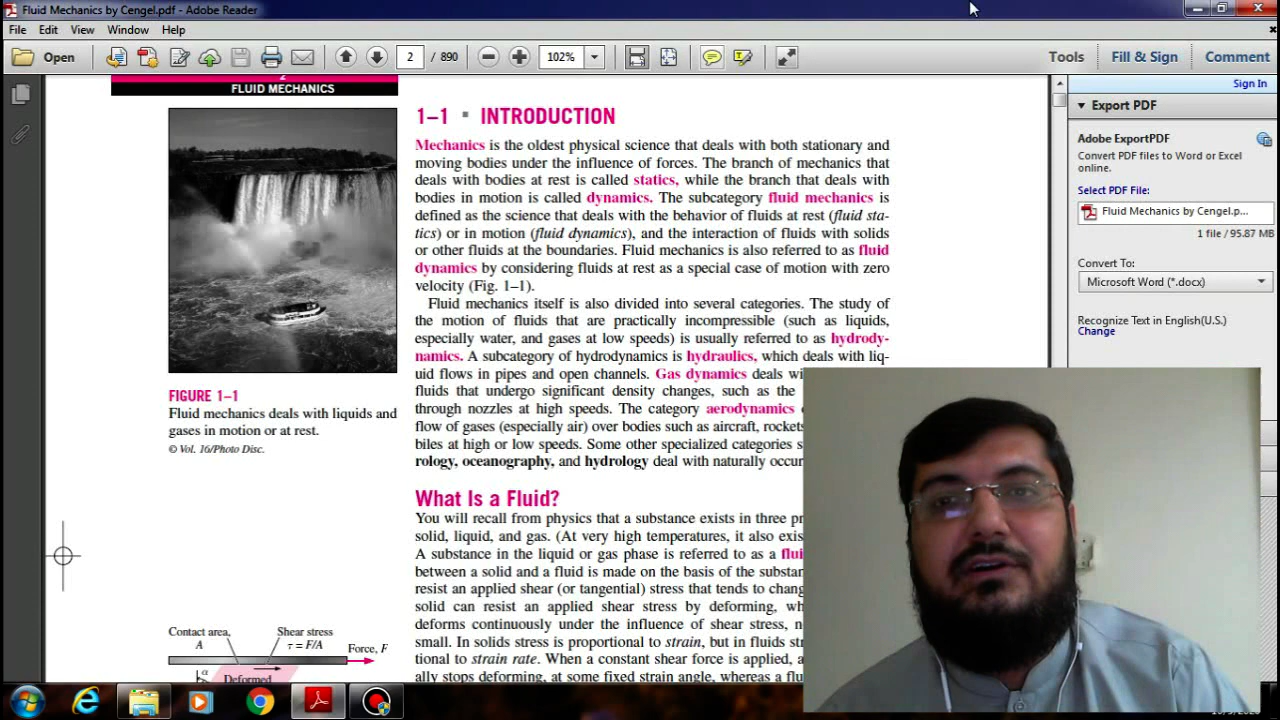 Fluid Mechanics by Cengel.pdf - Adobe Reader
File Edit View Window Help
Open
2 / 890
102%
Tools
Fill & Sign
Comment
Sign In
FLUID MECHANICS
FIGURE 1–1
Fluid mechanics deals with liquids and
gases in motion or at rest.
© Vol. 16/Photo Disc.
Contact area,
A
Shear stress
τ = F/A
Force, F
α
Deformed
1–1 ▪ INTRODUCTION
Mechanics is the oldest physical science that deals with both stationary and
moving bodies under the influence of forces. The branch of mechanics that
deals with bodies at rest is called statics, while the branch that deals with
bodies in motion is called dynamics. The subcategory fluid mechanics is
defined as the science that deals with the behavior of fluids at rest (fluid sta-
tics) or in motion (fluid dynamics), and the interaction of fluids with solids
or other fluids at the boundaries. Fluid mechanics is also referred to as fluid
dynamics by considering fluids at rest as a special case of motion with zero
velocity (Fig. 1–1).
Fluid mechanics itself is also divided into several categories. The study of
the motion of fluids that are practically incompressible (such as liquids,
especially water, and gases at low speeds) is usually referred to as hydrody-
namics. A subcategory of hydrodynamics is hydraulics, which deals with liq-
uid flows in pipes and open channels. Gas dynamics deals wi
fluids that undergo significant density changes, such as the
through nozzles at high speeds. The category aerodynamics
flow of gases (especially air) over bodies such as aircraft, rockets
biles at high or low speeds. Some other specialized categories s
rology, oceanography, and hydrology deal with naturally occur
What Is a Fluid?
You will recall from physics that a substance exists in three pr
solid, liquid, and gas. (At very high temperatures, it also exis
A substance in the liquid or gas phase is referred to as a flui
between a solid and a fluid is made on the basis of the substan
resist an applied shear (or tangential) stress that tends to chang
solid can resist an applied shear stress by deforming, wh
deforms continuously under the influence of shear stress, n
small. In solids stress is proportional to strain, but in fluids str
tional to strain rate. When a constant shear force is applied, a
ally stops deforming, at some fixed strain angle, whereas a flu
Export PDF
Adobe ExportPDF
Convert PDF files to Word or Excel
online.
Select PDF File:
Fluid Mechanics by Cengel.p...
1 file / 95.87 MB
Convert To:
Microsoft Word (*.docx)
Recognize Text in English(U.S.)
Change